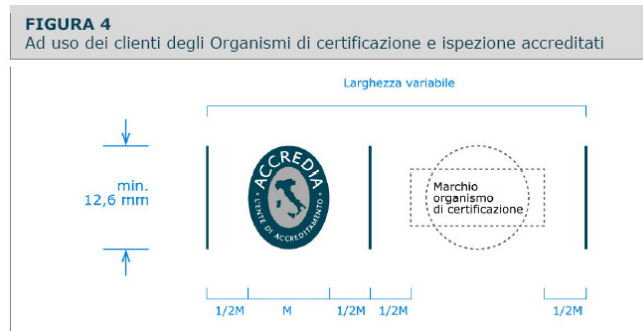 FIGURA 4
Ad uso dei clienti degli Organismi di certificazione e ispezione accreditati
Larghezza variabile
min.
12,6 mm
ACCREDIA
L'ENTE DI ACCREDITAMENTO
Marchio
organismo
di certificazione
1/2M M 1/2M 1/2M 1/2M